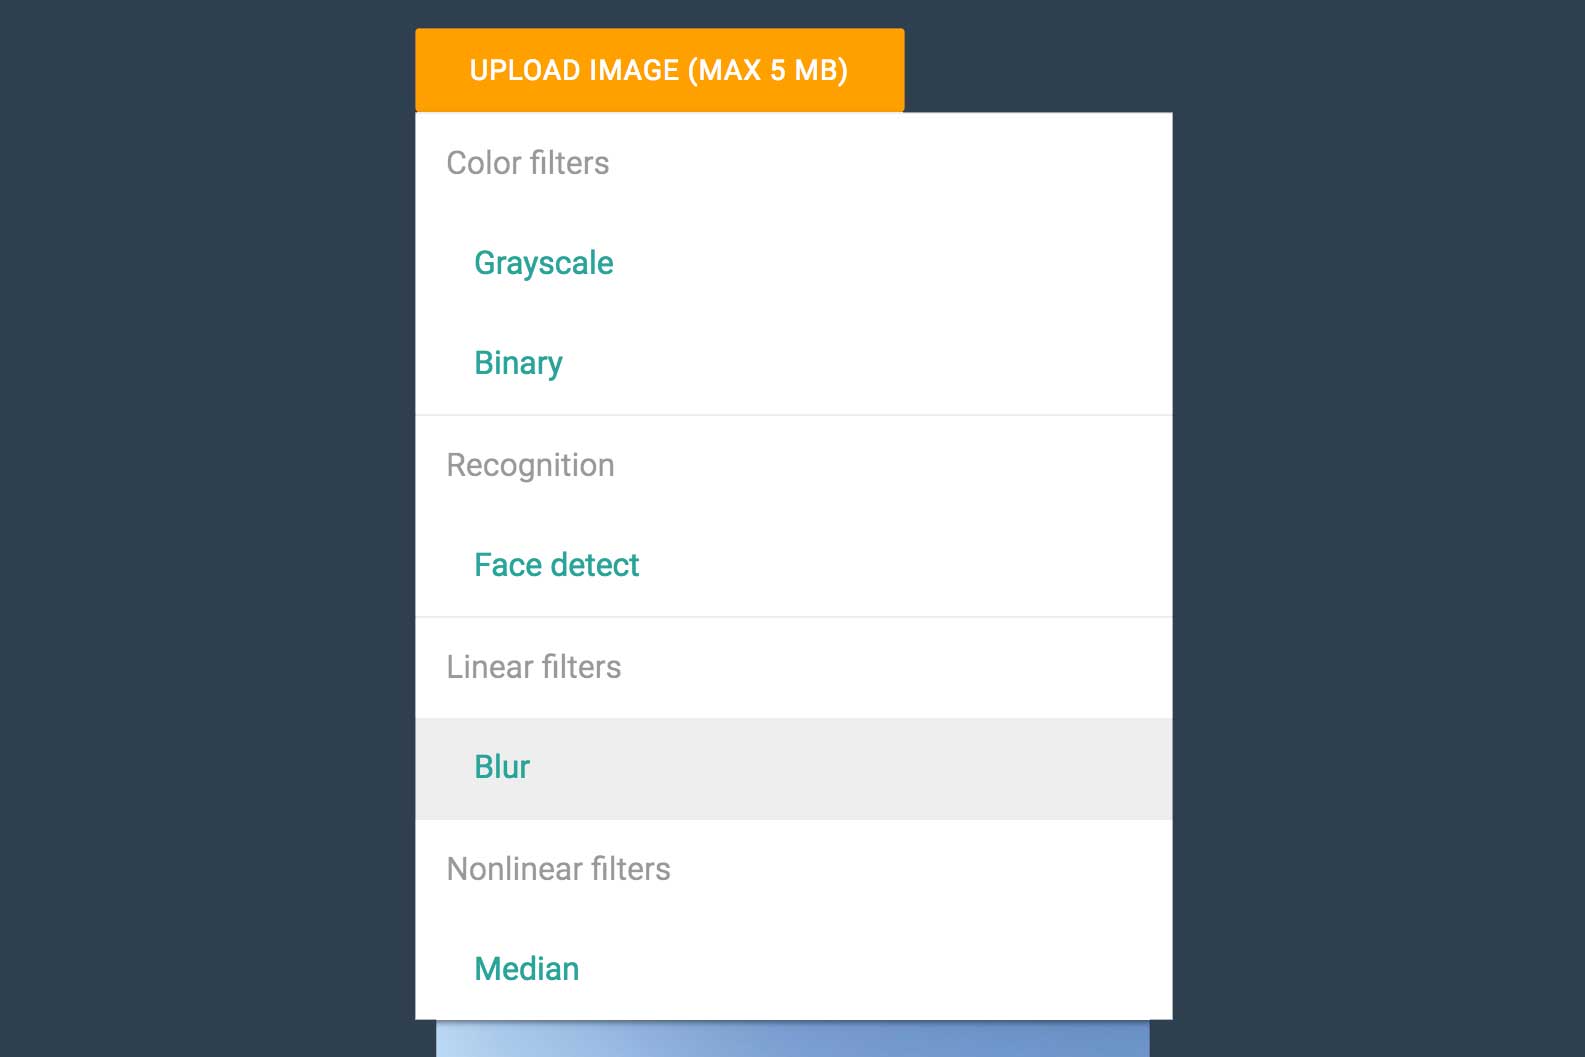 UPLOAD IMAGE (MAX 5 MB)
Color filters
Grayscale
Binary
Recognition
Face detect
Linear filters
Blur
Nonlinear filters
Median